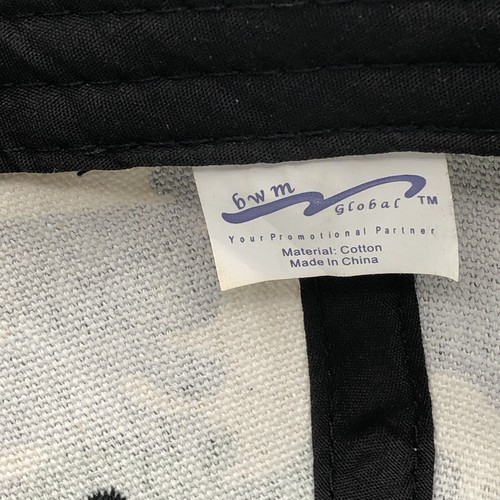 bwm
Global TM
Your Promotional Partner
Material: Cotton
Made In China